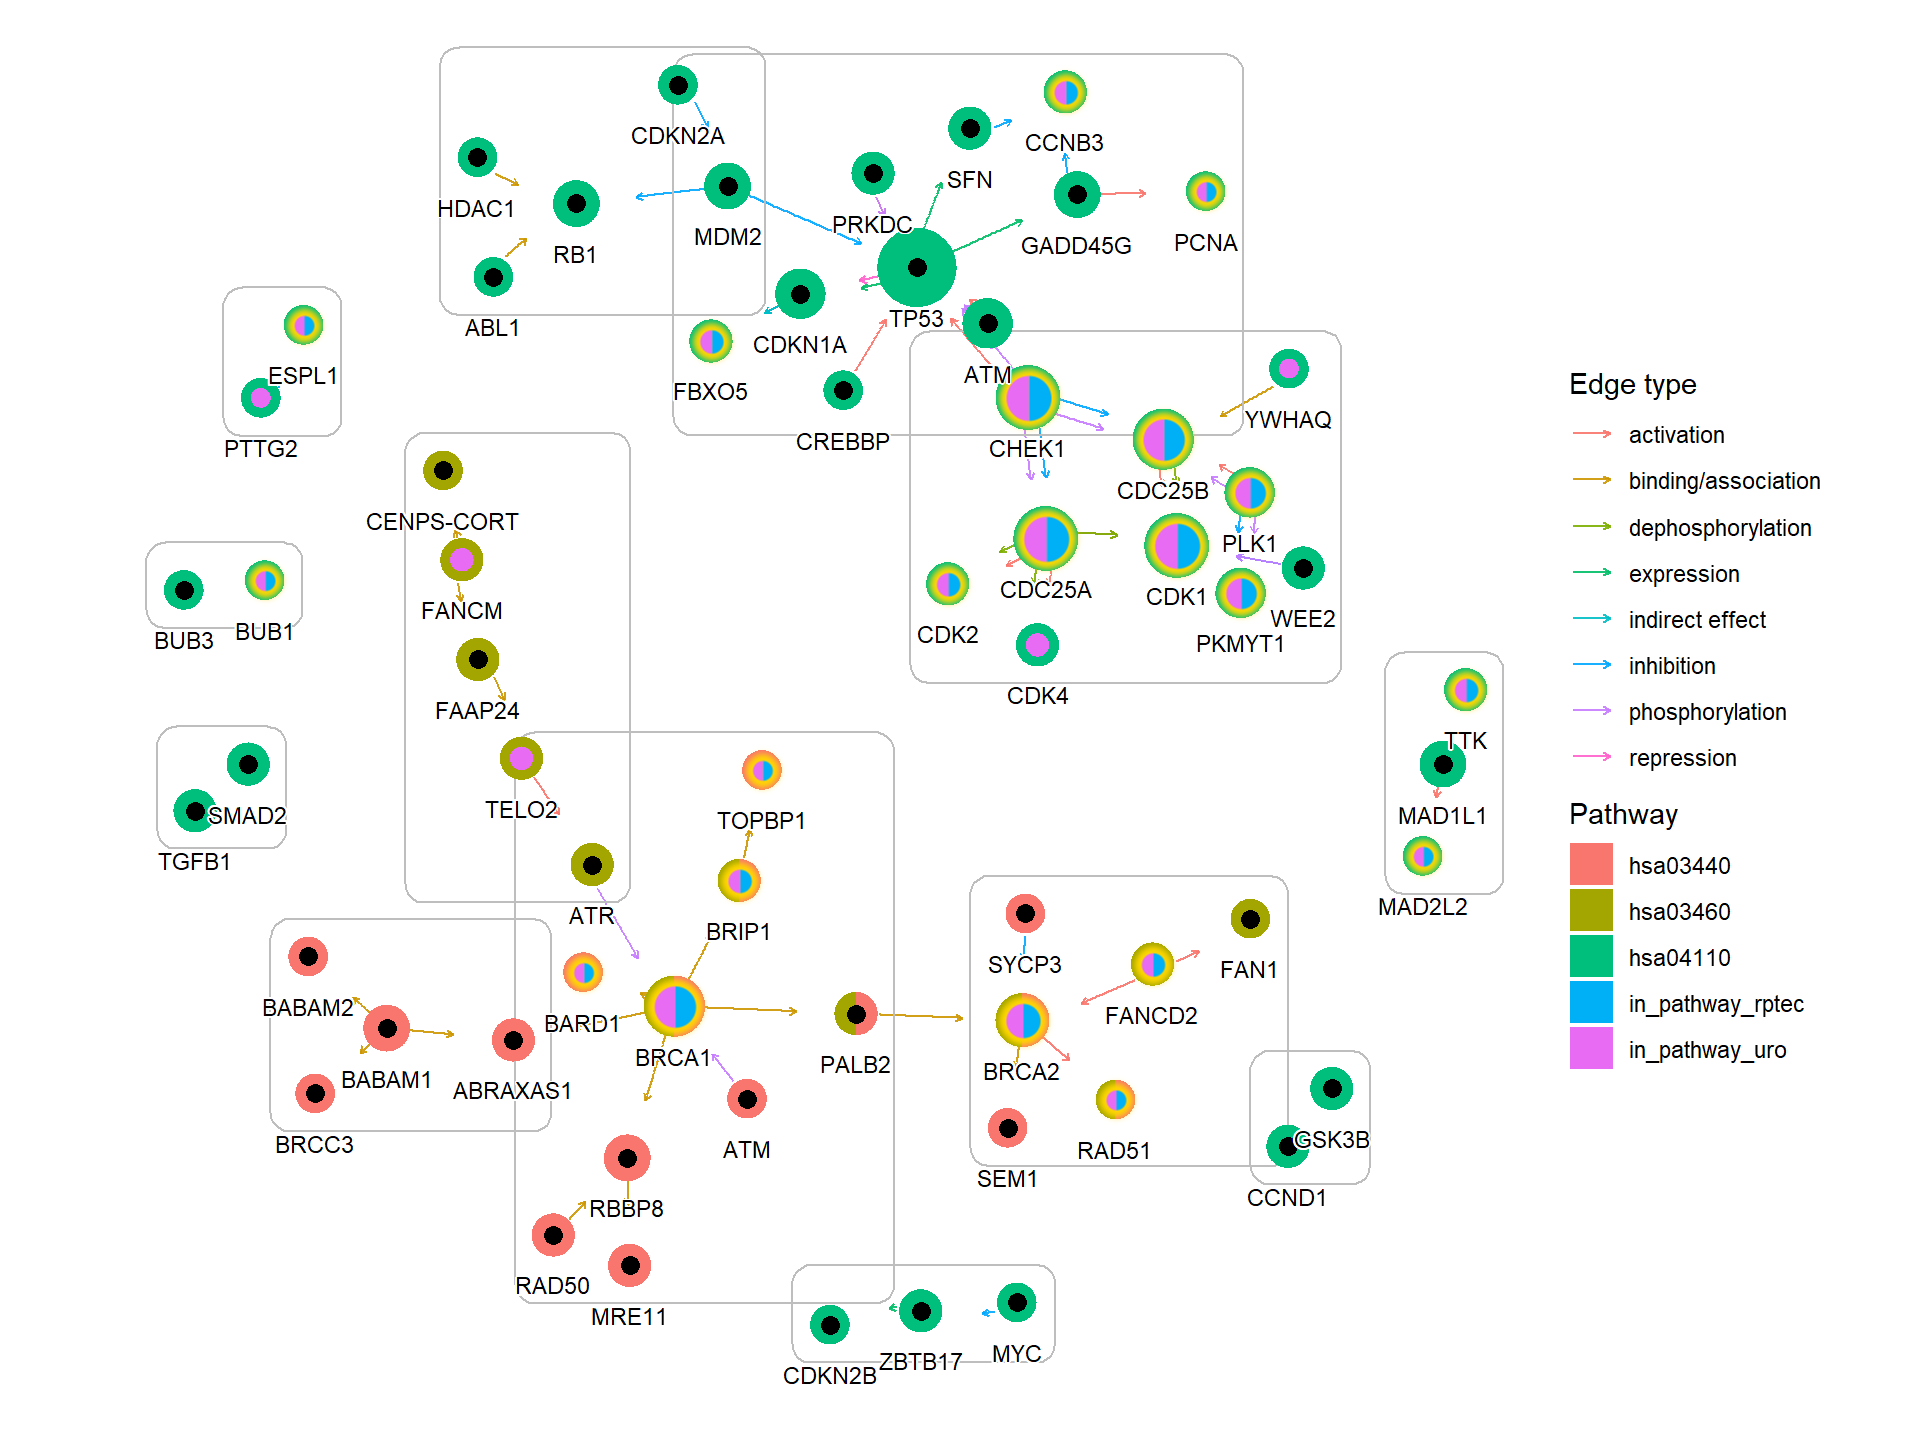 CDKN2A
CCNB3
SFN
HDAC1
PRKDC
MDM2
RB1
GADD45G
PCNA
TP53
ABL1
CDKN1A
ESPL1
ATM
FBXO5
YWHAQ
CREBBP
PTTG2
CHEK1
CDC25B
CENPS-CORT
PLK1
CDC25A
CDK1
FANCM
WEE2
BUB3
BUB1
CDK2
PKMYT1
CDK4
FAAP24
TTK
TELO2
SMAD2
MAD1L1
TOPBP1
TGFB1
MAD2L2
ATR
BRIP1
SYCP3
FAN1
BABAM2
BARD1
FANCD2
BRCA1
PALB2
BRCA2
BABAM1
ABRAXAS1
GSK3B
BRCC3
ATM
RAD51
SEM1
CCND1
RBBP8
RAD50
MRE11
CDKN2B
ZBTB17
MYC
Edge type
activation
binding/association
dephosphorylation
expression
indirect effect
inhibition
phosphorylation
repression
Pathway
hsa03440
hsa03460
hsa04110
in_pathway_rptec
in_pathway_uro